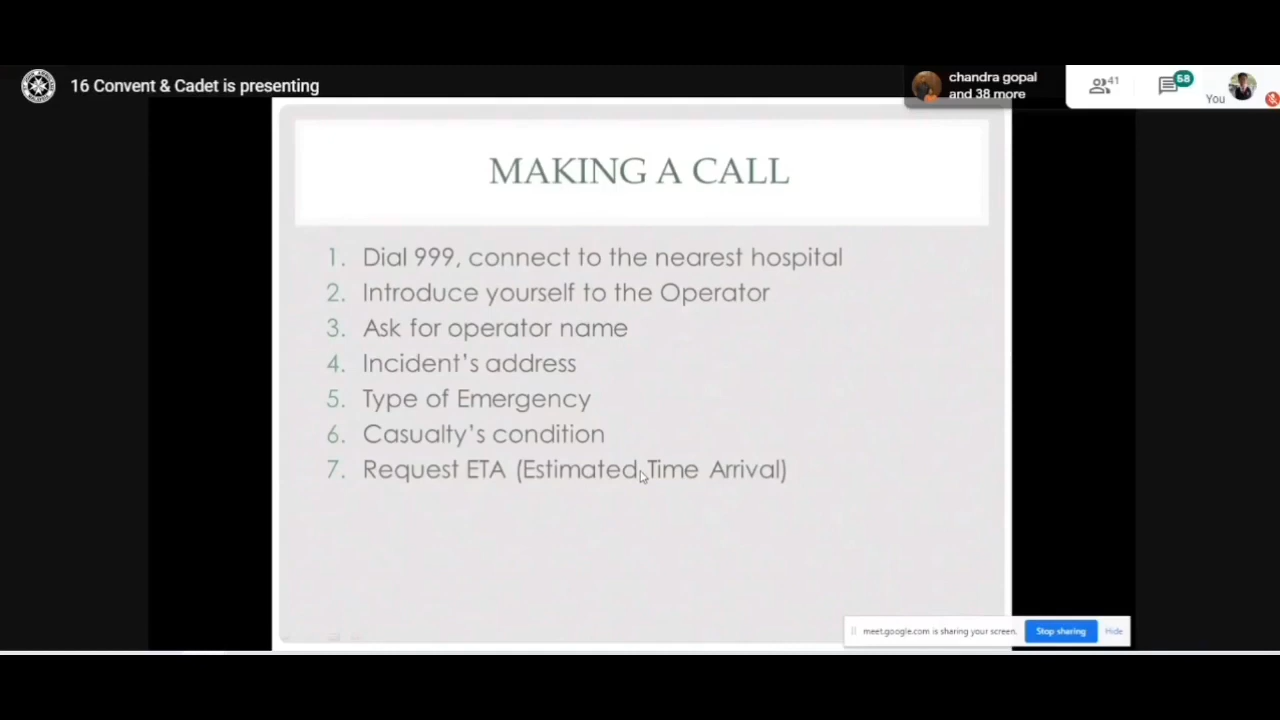 16 Convent & Cadet is presenting
chandra gopal
and 38 more
41
58
You
MAKING A CALL
1. Dial 999, connect to the nearest hospital
2. Introduce yourself to the Operator
3. Ask for operator name
4. Incident's address
5. Type of Emergency
6. Casualty's condition
7. Request ETA (Estimated Time Arrival)
meet.google.com is sharing your screen.
Stop sharing
Hide